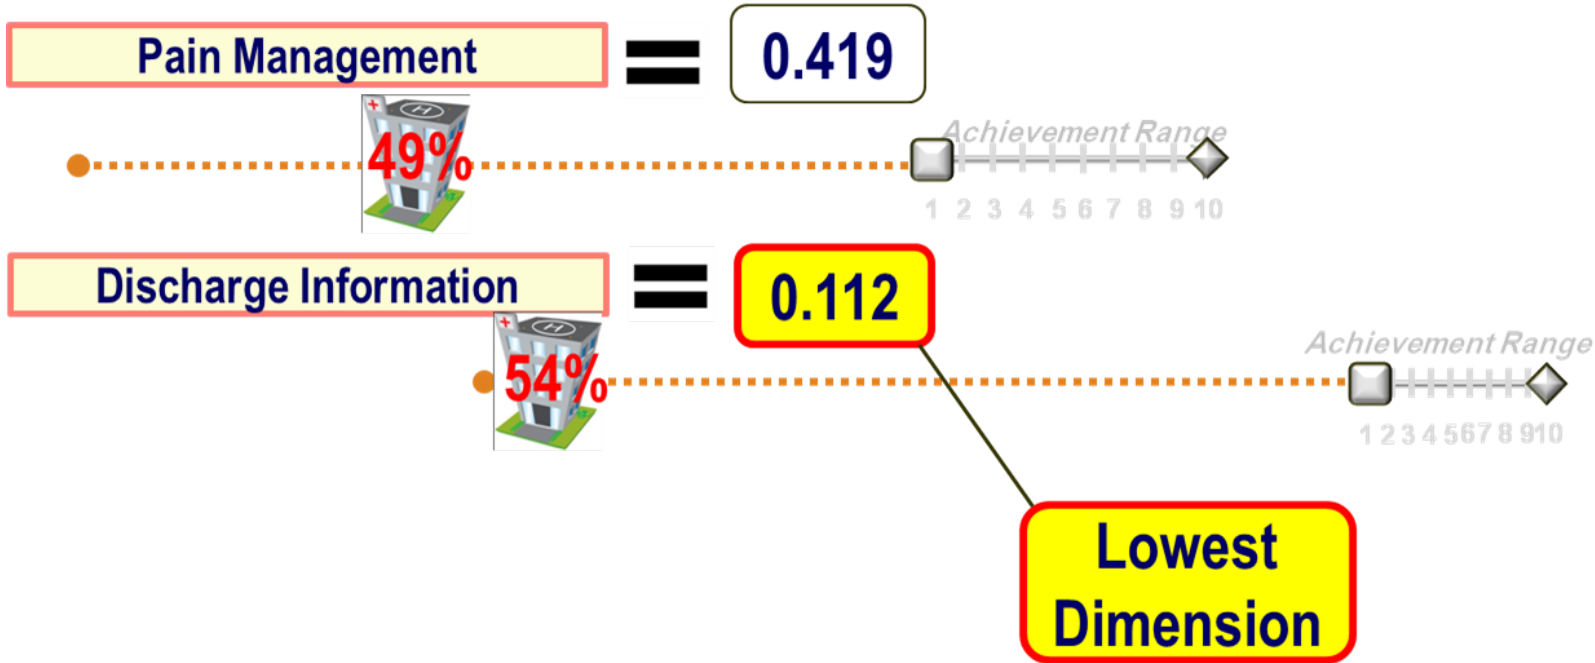 Pain Management
0.419
49%
Achievement Range
1 2 3 4 5 6 7 8 9 10
Discharge Information
0.112
H
54%
Achievement Range
1 2 3 4 5 6 7 8 9 10
Lowest
Dimension